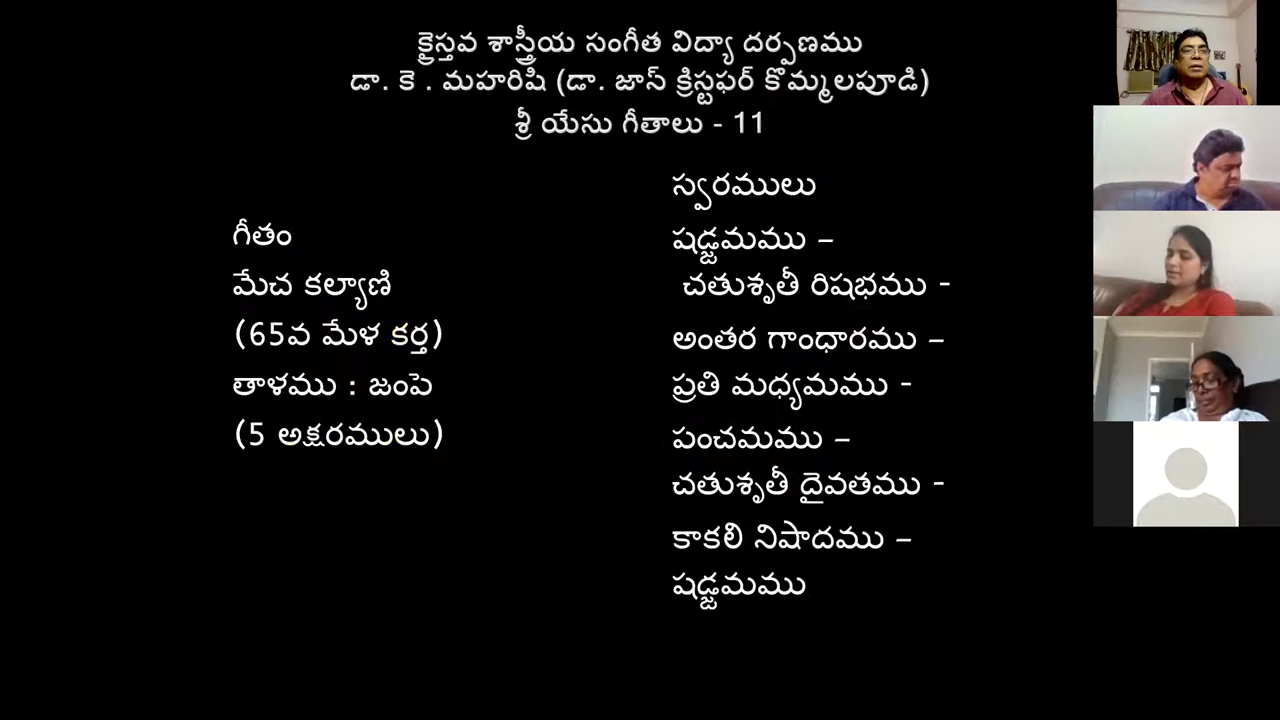 క్రైస్తవ శాస్త్రీయ సంగీత విద్యా దర్పణము
డా. కె . మహరిషి (డా. జాస్ క్రిస్టఫర్ కొమ్మలపూడి)
శ్రీ యేసు గీతాలు - 11
గీతం
మేచ కల్యాణి
(65వ మేళ కర్త)
తాళము : జంపె
(5 అక్షరములు)
స్వరములు
షడ్జమము –
చతుశృతీ రిషభము -
అంతర గాంధారము –
ప్రతి మధ్యమము -
పంచమము –
చతుశృతీ దైవతము -
కాకలి నిషాదము –
షడ్జమము